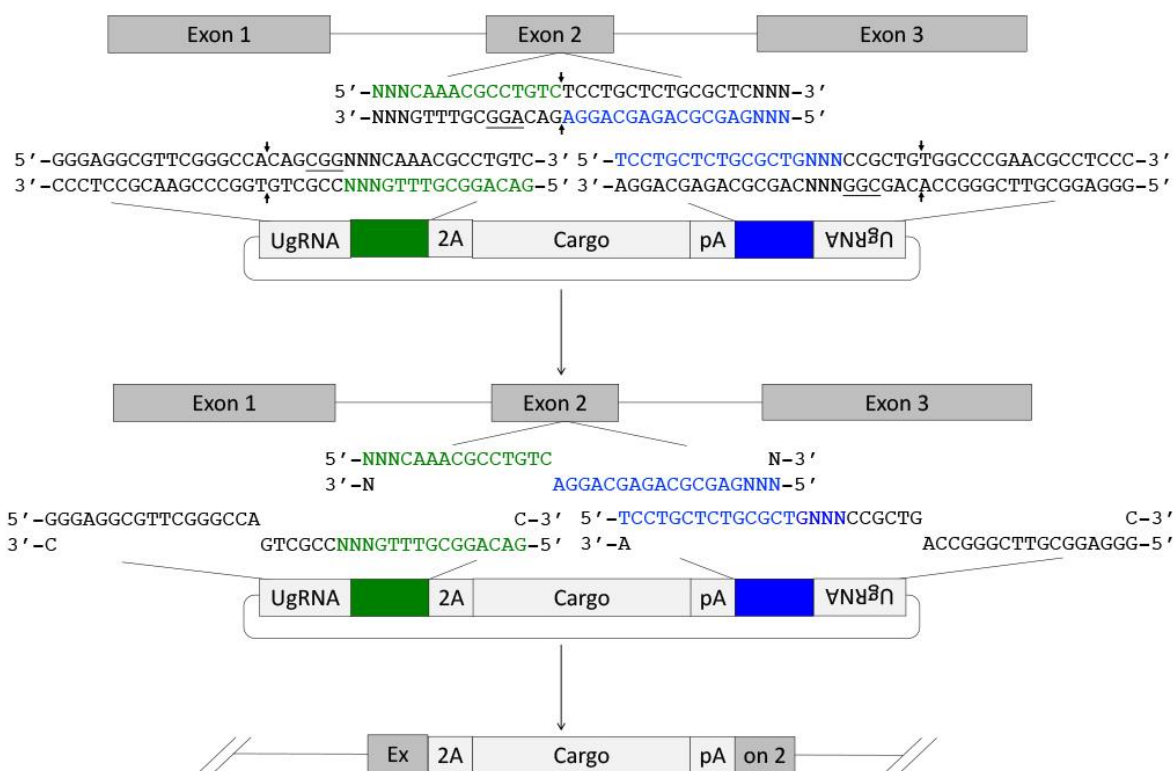 Exon 1 Exon 2 Exon 3
5’-NNNCAAACGCCTGTCTCCTGCTCTGCGCTCNNN-3’
3’-NNNGTTTGCGGACAGAGGACGAGACGCGAGNNN-5’
5’-GGGAGGCGTTCGGGCCACAGCGGNNNCAAACGCCTGTC-3’ 5’-TCCTGCTCTGCGCTGNNNCCGCTGTGGCCCGAACGCCTCCC-3’
3’-CCCTCCGCAAGCCCGGTGTCGCCNNNGTTTGCGGACAG-5’ 3’-AGGACGAGACGCGACNNNGGCGACACCGGGCTTGCGGAGGG-5’
UgRNA 2A Cargo pA UgRNA
Exon 1 Exon 2 Exon 3
5’-NNNCAAACGCCTGTC N-3’
3’-N AGGACGAGACGCGAGNNN-5’
5’-GGGAGGCGTTCGGGCCA C-3’ 5’-TCCTGCTCTGCGCTGNNNCCGCTG C-3’
3’-C GTCGCCNNNGTTTGCGGACAG-5’ 3’-A ACCGGGCTTGCGGAGGG-5’
UgRNA 2A Cargo pA UgRNA
Ex 2A Cargo pA on 2